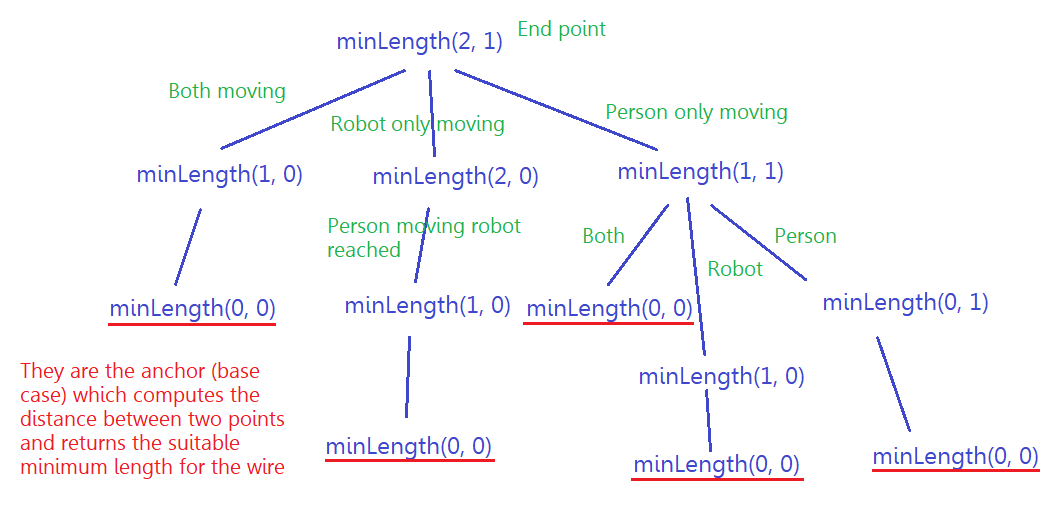 minLength(2, 1)
End point
Both moving
Robot only moving
Person only moving
minLength(1, 0)
minLength(2, 0)
minLength(1, 1)
Person moving robot
reached
Both
Robot
Person
minLength(0, 0)
minLength(1, 0)
minLength(0, 0)
minLength(0, 1)
They are the anchor (base
case) which computes the
distance between two points
and returns the suitable
minimum length for the wire
minLength(1, 0)
minLength(0, 0)
minLength(0, 0)
minLength(0, 0)